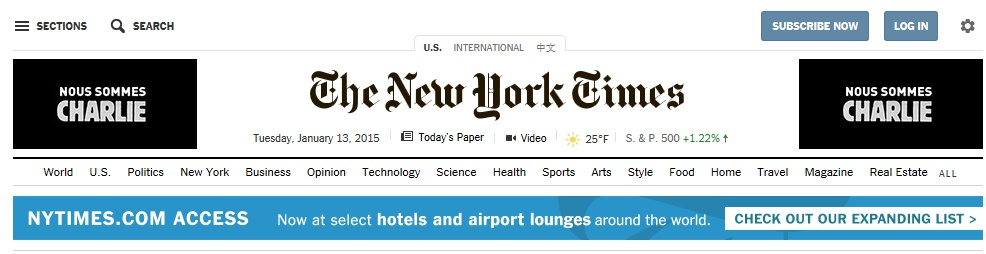 SECTIONS SEARCH SUBSCRIBE NOW LOG IN
U.S. INTERNATIONAL 中文
NOUS SOMMES
CHARLIE
The New York Times
NOUS SOMMES
CHARLIE
Tuesday, January 13, 2015 Today's Paper Video 25°F S. & P. 500 +1.22%
World U.S. Politics New York Business Opinion Technology Science Health Sports Arts Style Food Home Travel Magazine Real Estate ALL
NYTIMES.COM ACCESS Now at select hotels and airport lounges around the world. CHECK OUT OUR EXPANDING LIST >